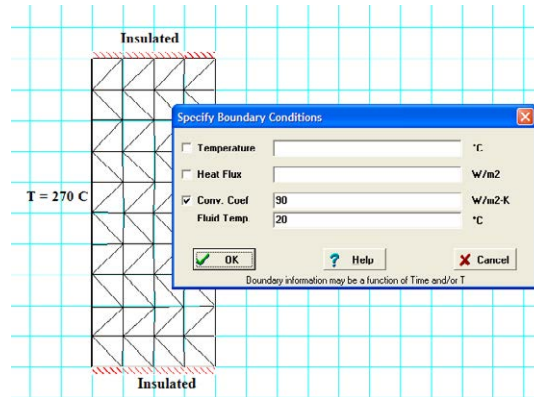 Insulated
Specify Boundary Conditions
Temperature °C
Heat Flux W/m2
T = 270 C
Conv. Coef 90 W/m2-K
Fluid Temp. 20 °C
OK Help Cancel
Boundary information may be a function of Time and/or T
Insulated